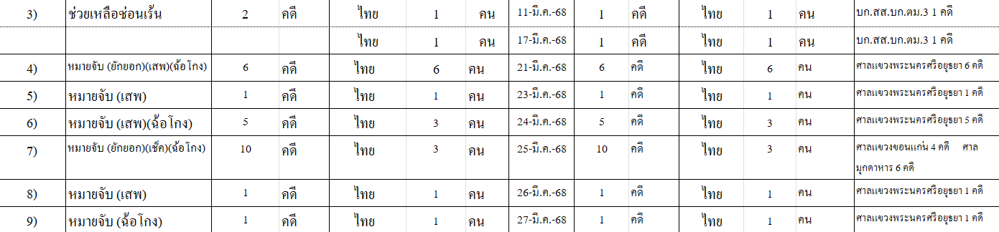 3) ช่วยเหลือซ่อนเร้น 2 คดี ไทย 1 คน 11-มี.ค.-68 1 คดี ไทย 1 คน บก.สส.บก.ตม.3 1 คดี
ไทย 1 คน 17-มี.ค.-68 1 คดี ไทย 1 คน บก.สส.บก.ตม.3 1 คดี
4) หมายจับ (ยักยอก)(เสพ)(ฉ้อโกง) 6 คดี ไทย 6 คน 21-มี.ค.-68 6 คดี ไทย 6 คน ศาลแขวงพระนครศรีอยุธยา 6 คดี
5) หมายจับ (เสพ) 1 คดี ไทย 1 คน 23-มี.ค.-68 1 คดี ไทย 1 คน ศาลแขวงพระนครศรีอยุธยา 1 คดี
6) หมายจับ (เสพ)(ฉ้อโกง) 5 คดี ไทย 3 คน 24-มี.ค.-68 5 คดี ไทย 3 คน ศาลแขวงพระนครศรีอยุธยา 5 คดี
7) หมายจับ (ยักยอก)(เช็ค)(ฉ้อโกง) 10 คดี ไทย 3 คน 25-มี.ค.-68 10 คดี ไทย 3 คน ศาลแขวงขอนแก่น 4 คดี ศาล
มุกดาหาร 6 คดี
8) หมายจับ (เสพ) 1 คดี ไทย 1 คน 26-มี.ค.-68 1 คดี ไทย 1 คน ศาลแขวงพระนครศรีอยุธยา 1 คดี
9) หมายจับ (ฉ้อโกง) 1 คดี ไทย 1 คน 27-มี.ค.-68 1 คดี ไทย 1 คน ศาลแขวงพระนครศรีอยุธยา 1 คดี